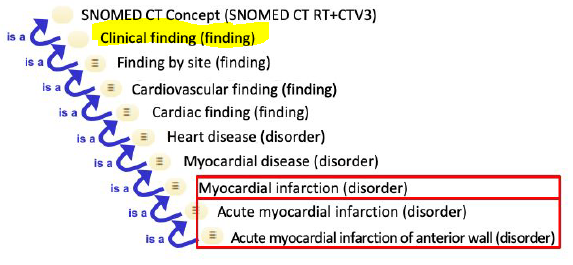 SNOMED CT Concept (SNOMED CT RT+CTV3)
is a
Clinical finding (finding)
is a
Finding by site (finding)
is a
Cardiovascular finding (finding)
is a
Cardiac finding (finding)
is a
Heart disease (disorder)
is a
Myocardial disease (disorder)
is a
Myocardial infarction (disorder)
is a
Acute myocardial infarction (disorder)
is a
Acute myocardial infarction of anterior wall (disorder)